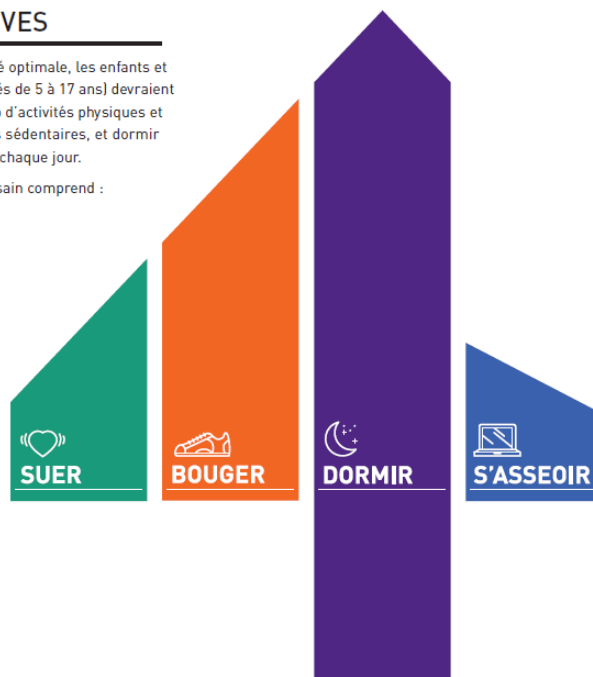 VES
é optimale, les enfants et
és de 5 à 17 ans) devraient
d'activités physiques et
s sédentaires, et dormir
chaque jour.
sain comprend :
SUER
BOUGER
DORMIR
S'ASSEOIR